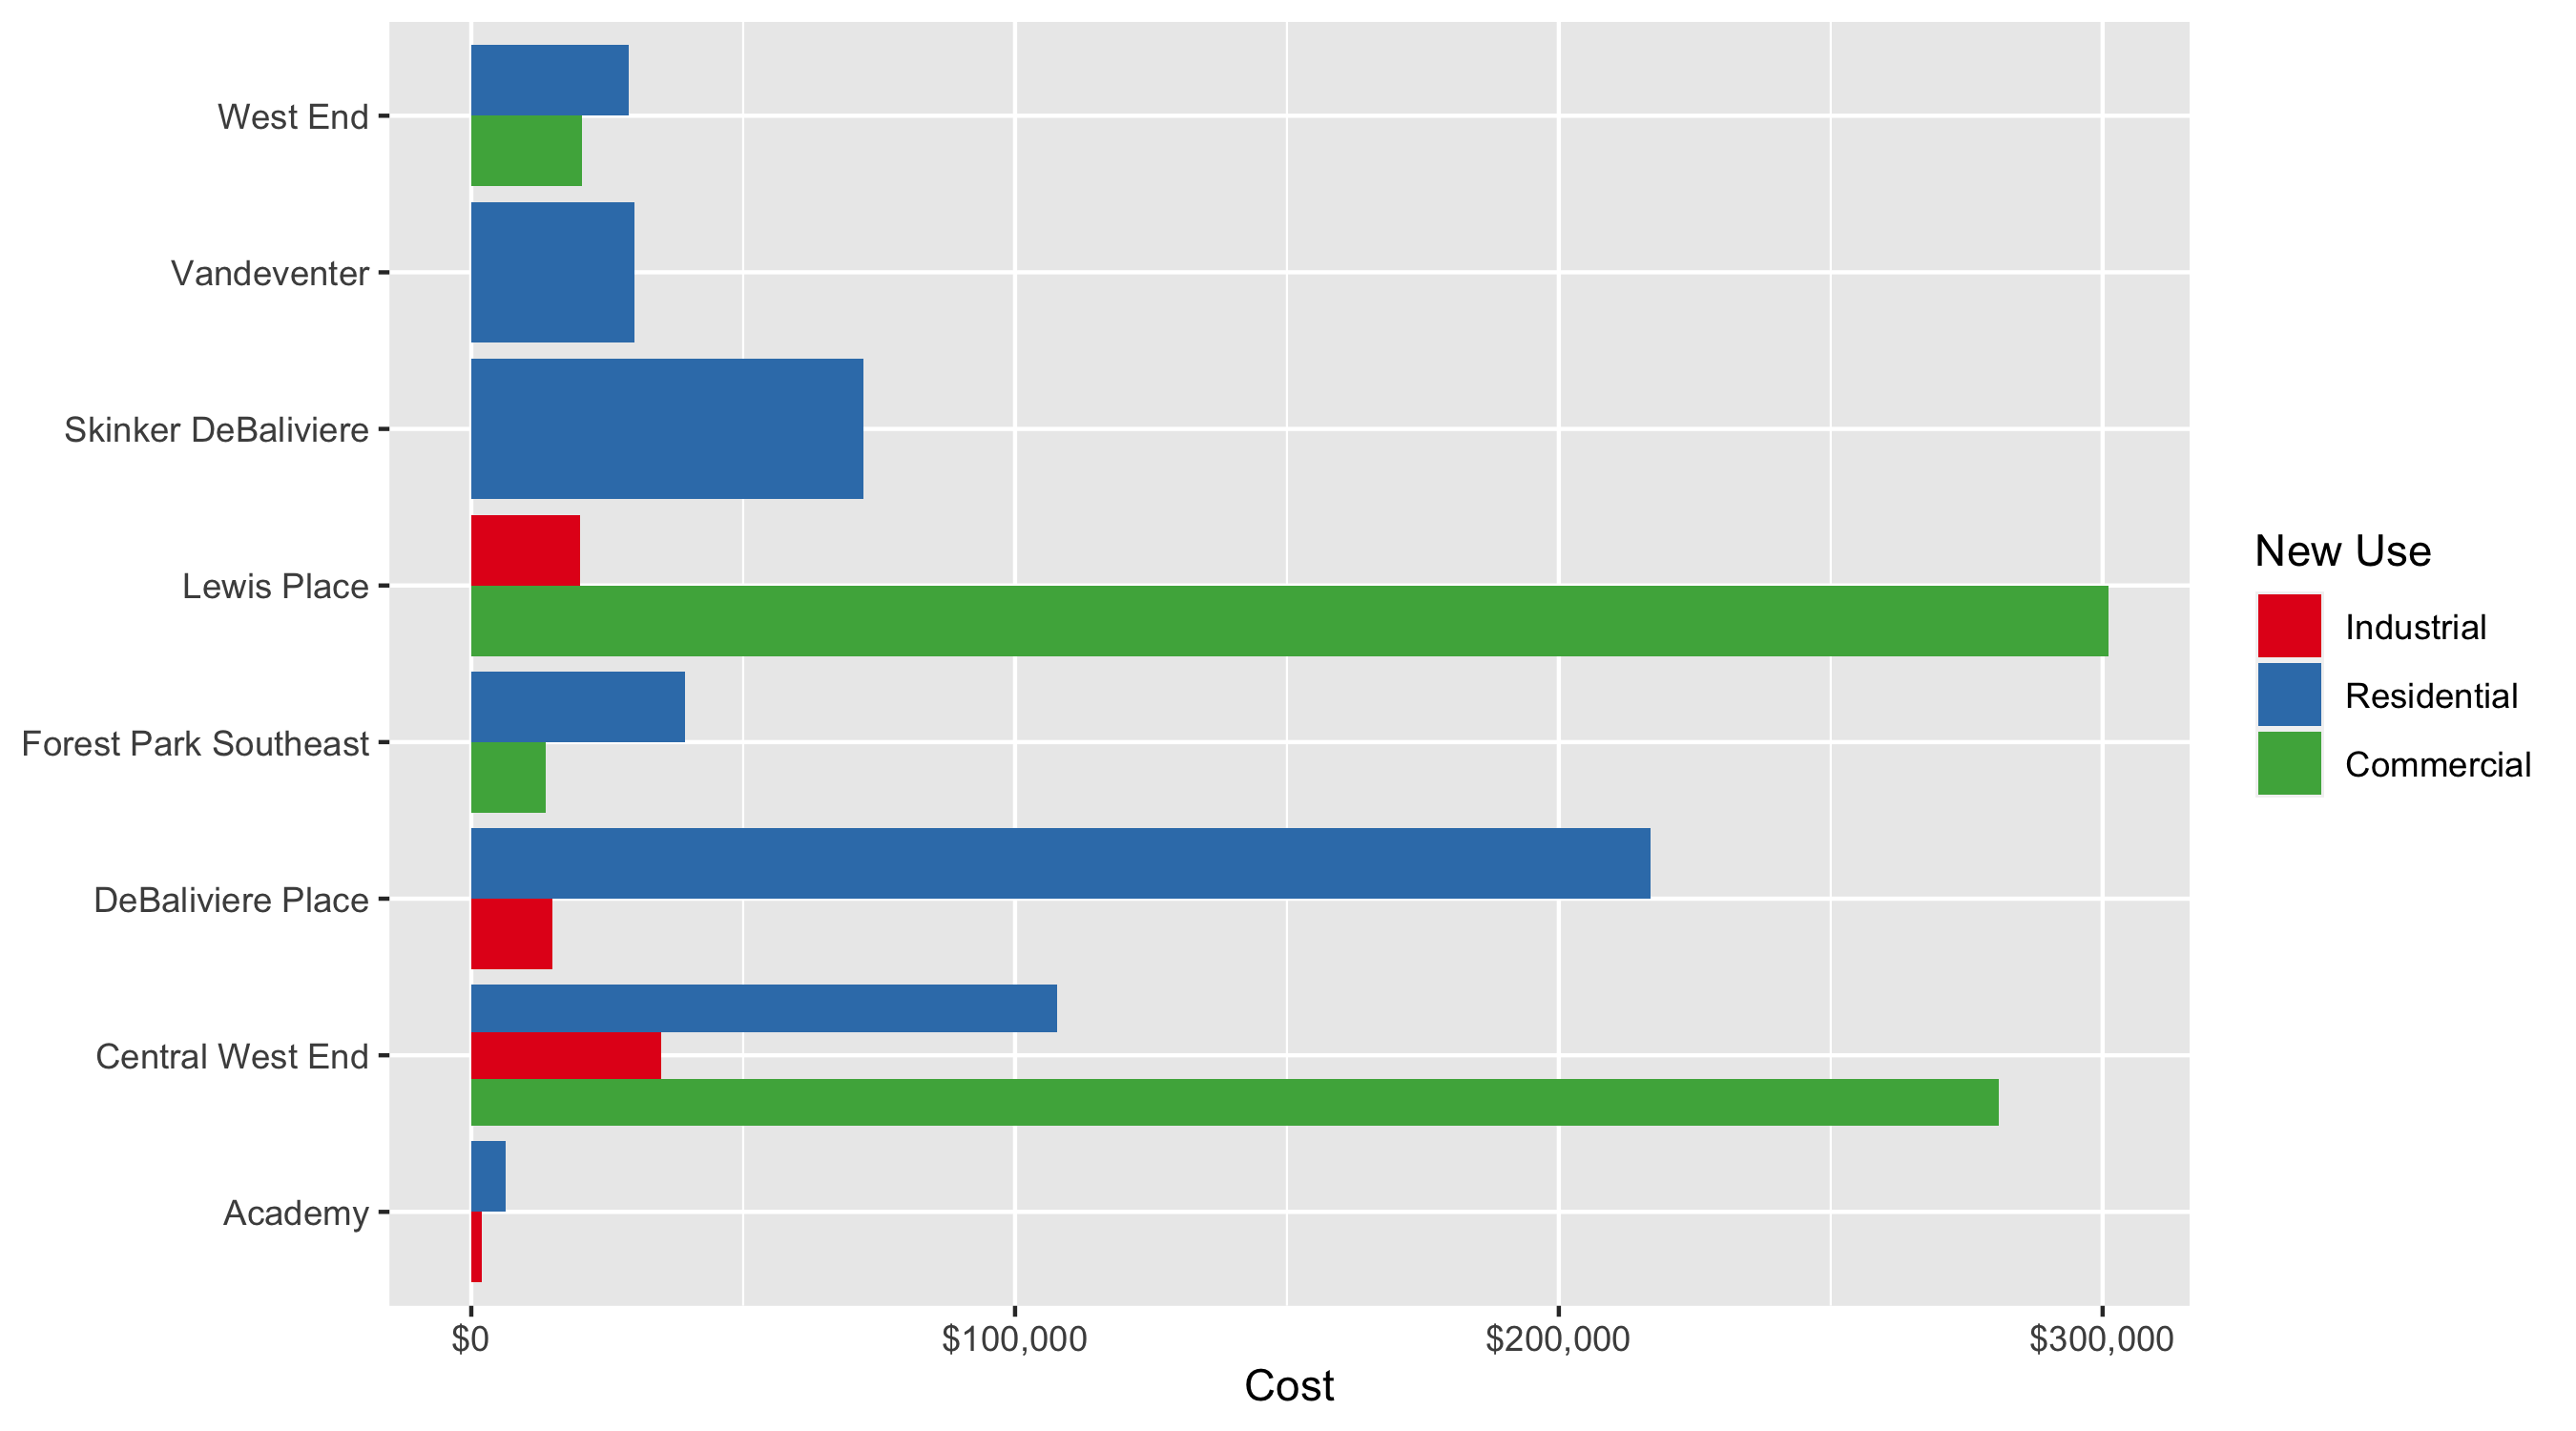 West End
Vandeventer
Skinker DeBaliviere
Lewis Place
Forest Park Southeast
DeBaliviere Place
Central West End
Academy
$0 $100,000 $200,000 $300,000
Cost
New Use
Industrial
Residential
Commercial